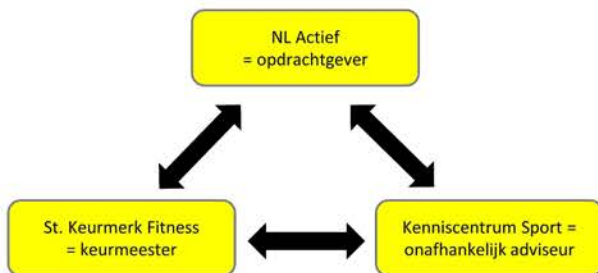 NL Actief
= opdrachtgever
St. Keurmerk Fitness
= keurmeester
Kenniscentrum Sport =
onafhankelijk adviseur